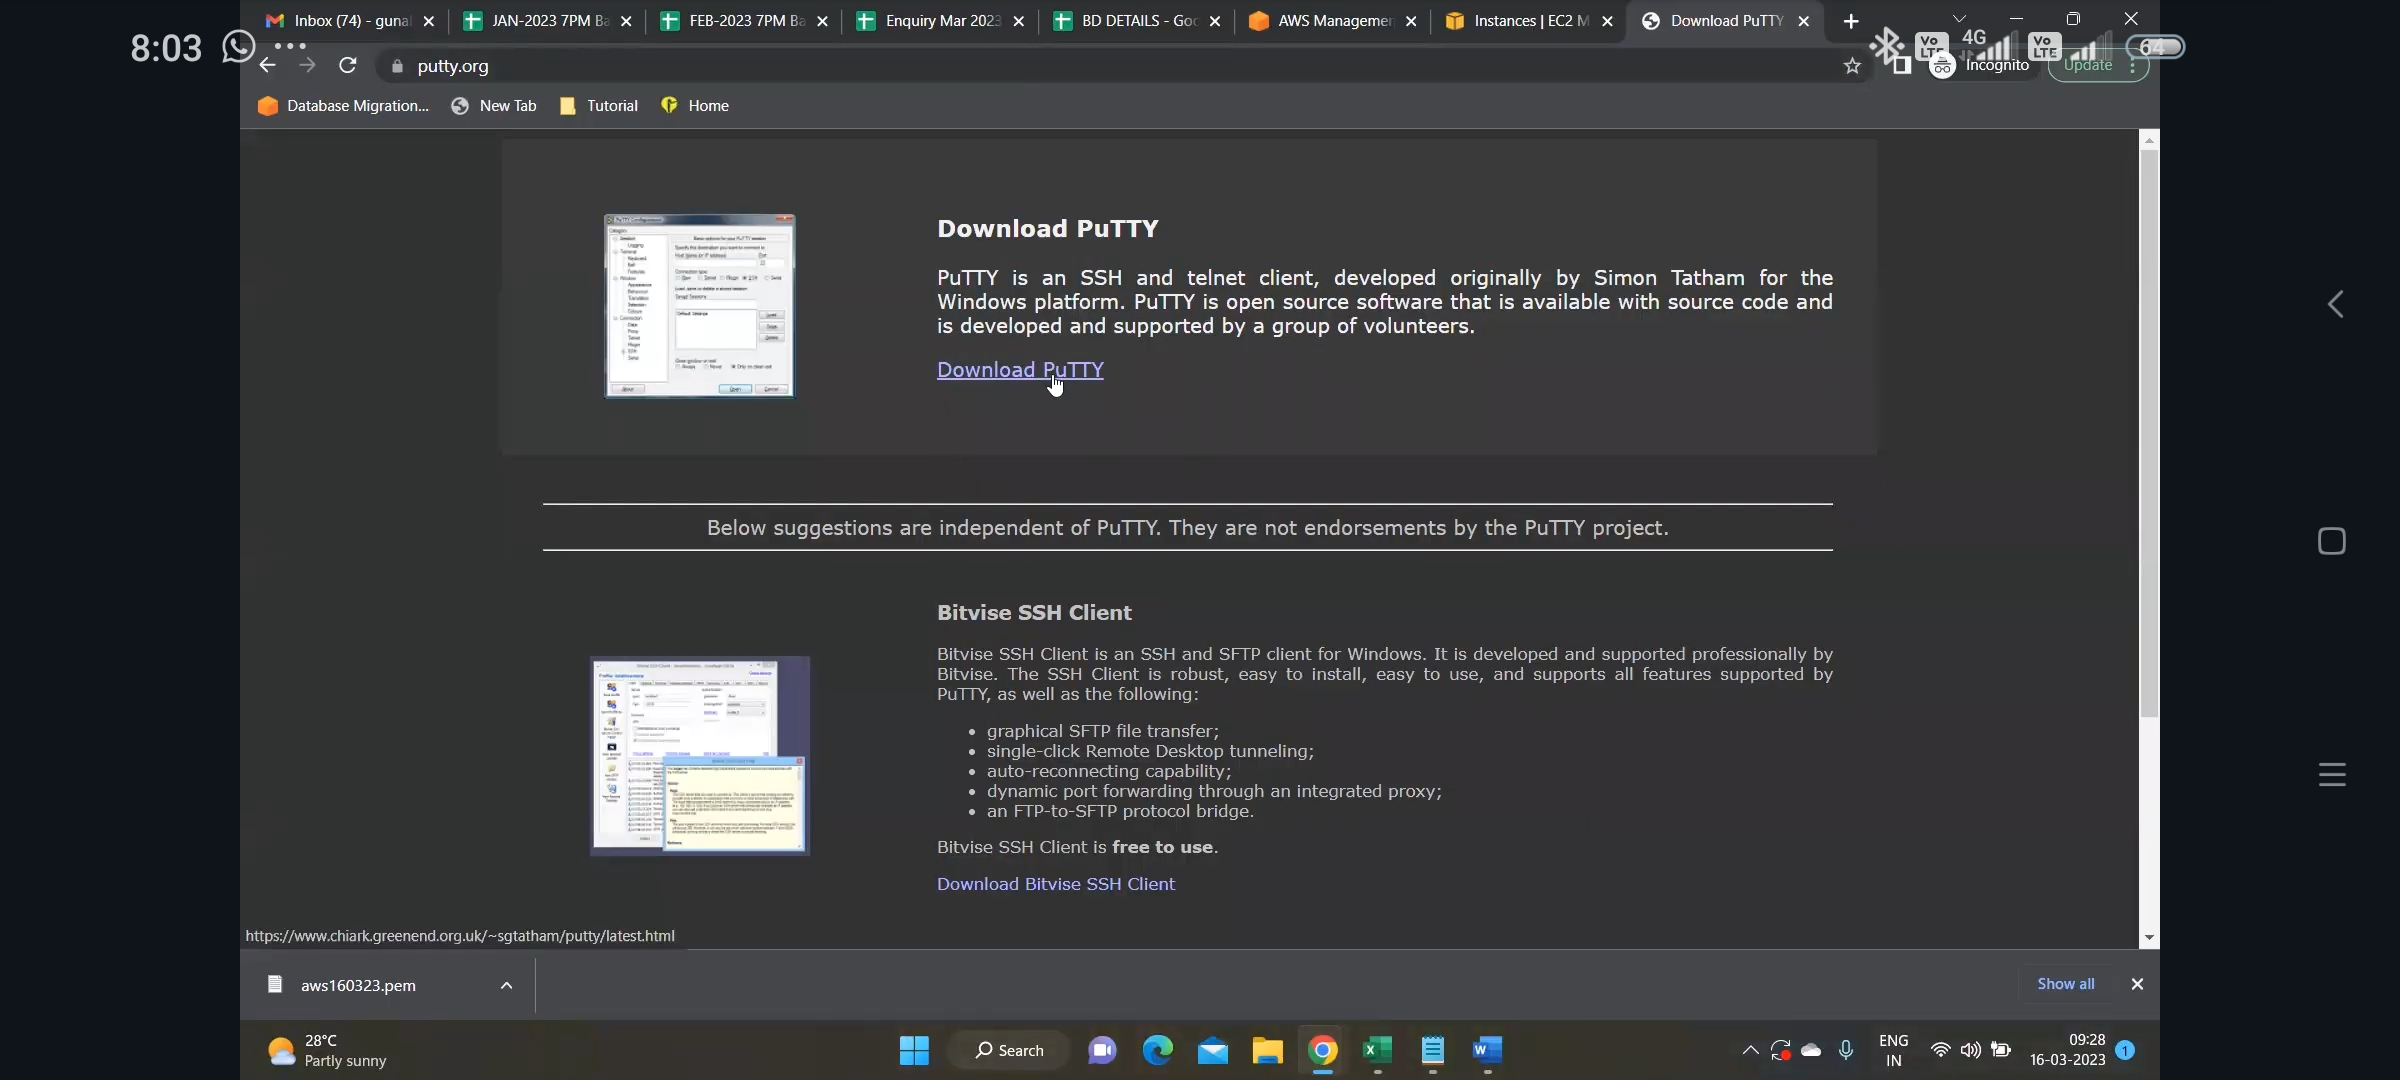 8:03
Inbox (74) - guna
JAN-2023 7PM Ba
FEB-2023 7PM Ba
Enquiry Mar 2023
BD DETAILS - Goo
AWS Managemen
Instances | EC2 M
Download PuTTY
4G
Vo LTE
Vo LTE
64
putty.org
Incognito
Update
Database Migration...
New Tab
Tutorial
Home
Download PuTTY
PuTTY is an SSH and telnet client, developed originally by Simon Tatham for the
Windows platform. PuTTY is open source software that is available with source code and
is developed and supported by a group of volunteers.
Download PuTTY
Below suggestions are independent of PuTTY. They are not endorsements by the PuTTY project.
Bitvise SSH Client
Bitvise SSH Client is an SSH and SFTP client for Windows. It is developed and supported professionally by
Bitvise. The SSH Client is robust, easy to install, easy to use, and supports all features supported by
PuTTY, as well as the following:
• graphical SFTP file transfer;
• single-click Remote Desktop tunneling;
• auto-reconnecting capability;
• dynamic port forwarding through an integrated proxy;
• an FTP-to-SFTP protocol bridge.
Bitvise SSH Client is free to use.
Download Bitvise SSH Client
https://www.chiark.greenend.org.uk/~sgtatham/putty/latest.html
aws160323.pem
Show all
28°C
Partly sunny
Search
ENG
IN
09:28
16-03-2023
1